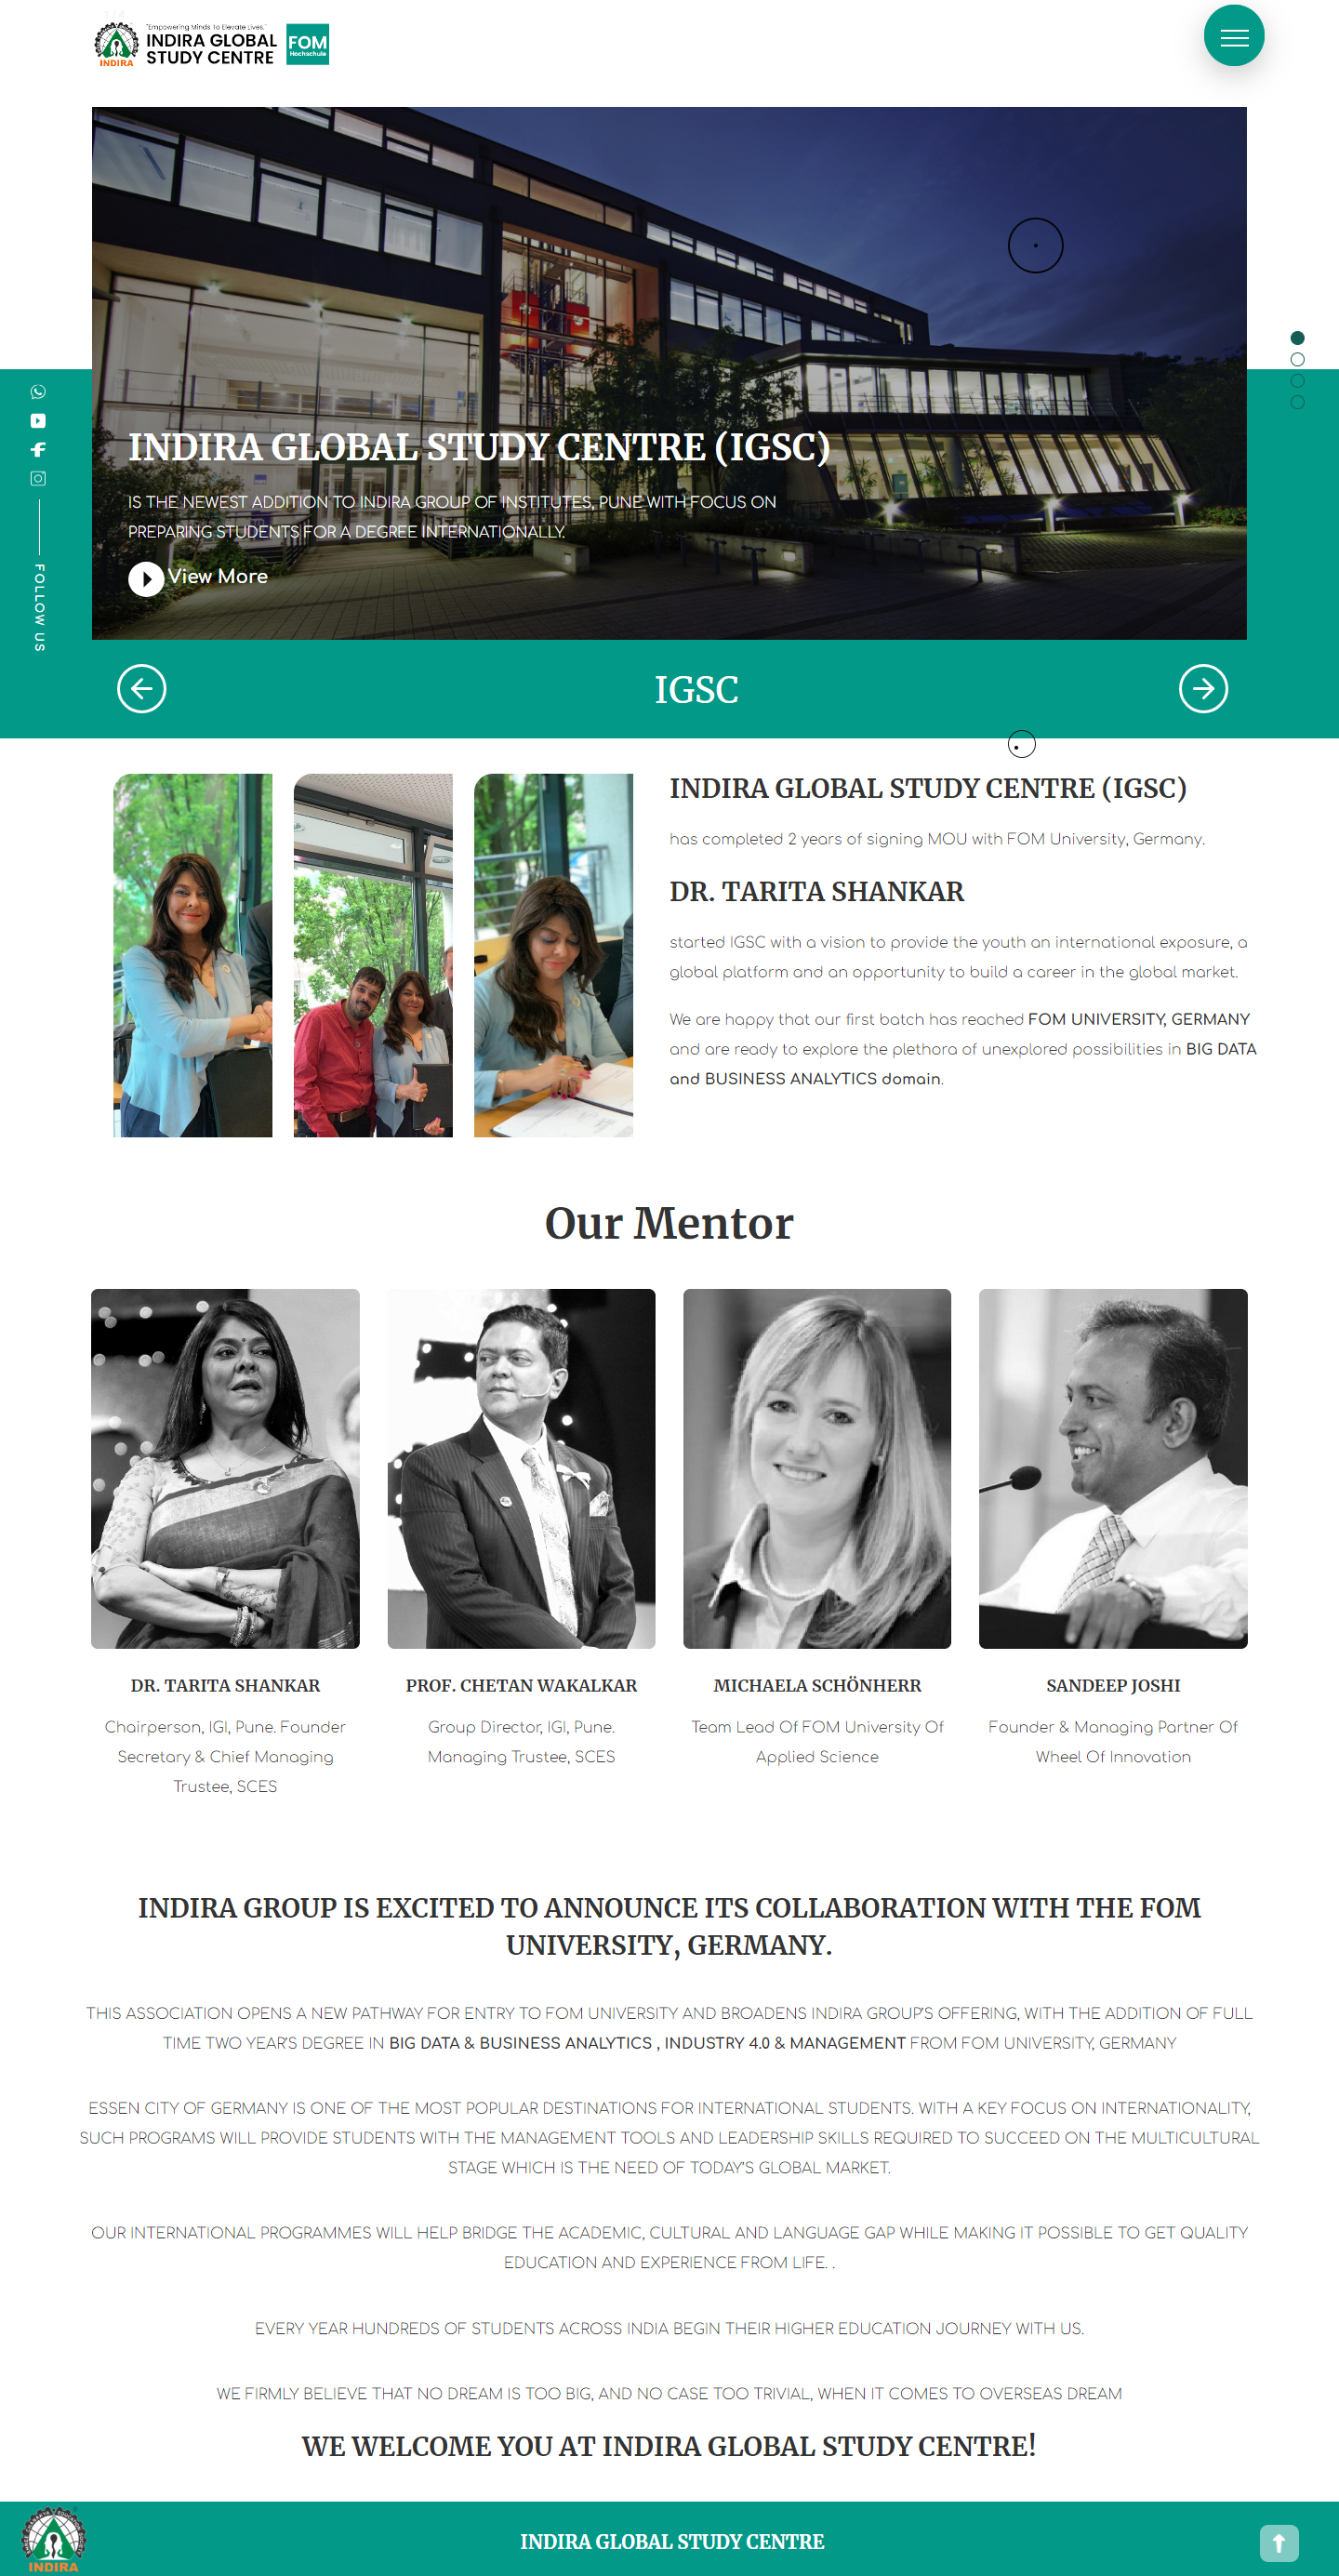 "Empowering Minds To Elevate Lives."
INDIRA GLOBAL
STUDY CENTRE
FOM
Hochschule
INDIRA
INDIRA GLOBAL STUDY CENTRE (IGSC)
IS THE NEWEST ADDITION TO INDIRA GROUP OF INSTITUTES, PUNE WITH FOCUS ON
PREPARING STUDENTS FOR A DEGREE INTERNATIONALLY.
View More
FOLLOW US
IGSC
INDIRA GLOBAL STUDY CENTRE (IGSC)
has completed 2 years of signing MOU with FOM University, Germany.
DR. TARITA SHANKAR
started IGSC with a vision to provide the youth an international exposure, a
global platform and an opportunity to build a career in the global market.
We are happy that our first batch has reached FOM UNIVERSITY, GERMANY
and are ready to explore the plethora of unexplored possibilities in BIG DATA
and BUSINESS ANALYTICS domain.
Our Mentor
DR. TARITA SHANKAR
Chairperson, IGI, Pune. Founder
Secretary & Chief Managing
Trustee, SCES
PROF. CHETAN WAKALKAR
Group Director, IGI, Pune.
Managing Trustee, SCES
MICHAELA SCHÖNHERR
Team Lead Of FOM University Of
Applied Science
SANDEEP JOSHI
Founder & Managing Partner Of
Wheel Of Innovation
INDIRA GROUP IS EXCITED TO ANNOUNCE ITS COLLABORATION WITH THE FOM
UNIVERSITY, GERMANY.
THIS ASSOCIATION OPENS A NEW PATHWAY FOR ENTRY TO FOM UNIVERSITY AND BROADENS INDIRA GROUP'S OFFERING, WITH THE ADDITION OF FULL
TIME TWO YEAR'S DEGREE IN BIG DATA & BUSINESS ANALYTICS , INDUSTRY 4.0 & MANAGEMENT FROM FOM UNIVERSITY, GERMANY
ESSEN CITY OF GERMANY IS ONE OF THE MOST POPULAR DESTINATIONS FOR INTERNATIONAL STUDENTS. WITH A KEY FOCUS ON INTERNATIONALITY,
SUCH PROGRAMS WILL PROVIDE STUDENTS WITH THE MANAGEMENT TOOLS AND LEADERSHIP SKILLS REQUIRED TO SUCCEED ON THE MULTICULTURAL
STAGE WHICH IS THE NEED OF TODAY'S GLOBAL MARKET.
OUR INTERNATIONAL PROGRAMMES WILL HELP BRIDGE THE ACADEMIC, CULTURAL AND LANGUAGE GAP WHILE MAKING IT POSSIBLE TO GET QUALITY
EDUCATION AND EXPERIENCE FROM LIFE. .
EVERY YEAR HUNDREDS OF STUDENTS ACROSS INDIA BEGIN THEIR HIGHER EDUCATION JOURNEY WITH US.
WE FIRMLY BELIEVE THAT NO DREAM IS TOO BIG, AND NO CASE TOO TRIVIAL, WHEN IT COMES TO OVERSEAS DREAM
WE WELCOME YOU AT INDIRA GLOBAL STUDY CENTRE!
INDIRA
INDIRA GLOBAL STUDY CENTRE